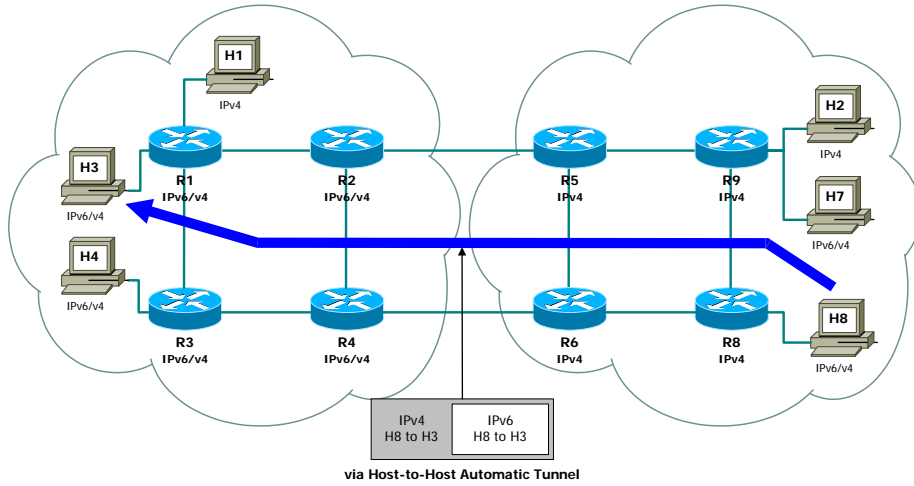 H1
IPv4
H2
IPv4
H3
IPv6/v4
R1
IPv6/v4
R2
IPv6/v4
R5
IPv4
R9
IPv4
H7
IPv6/v4
H4
IPv6/v4
R3
IPv6/v4
R4
IPv6/v4
R6
IPv4
R8
IPv4
H8
IPv6/v4
IPv4
H8 to H3
IPv6
H8 to H3
via Host-to-Host Automatic Tunnel